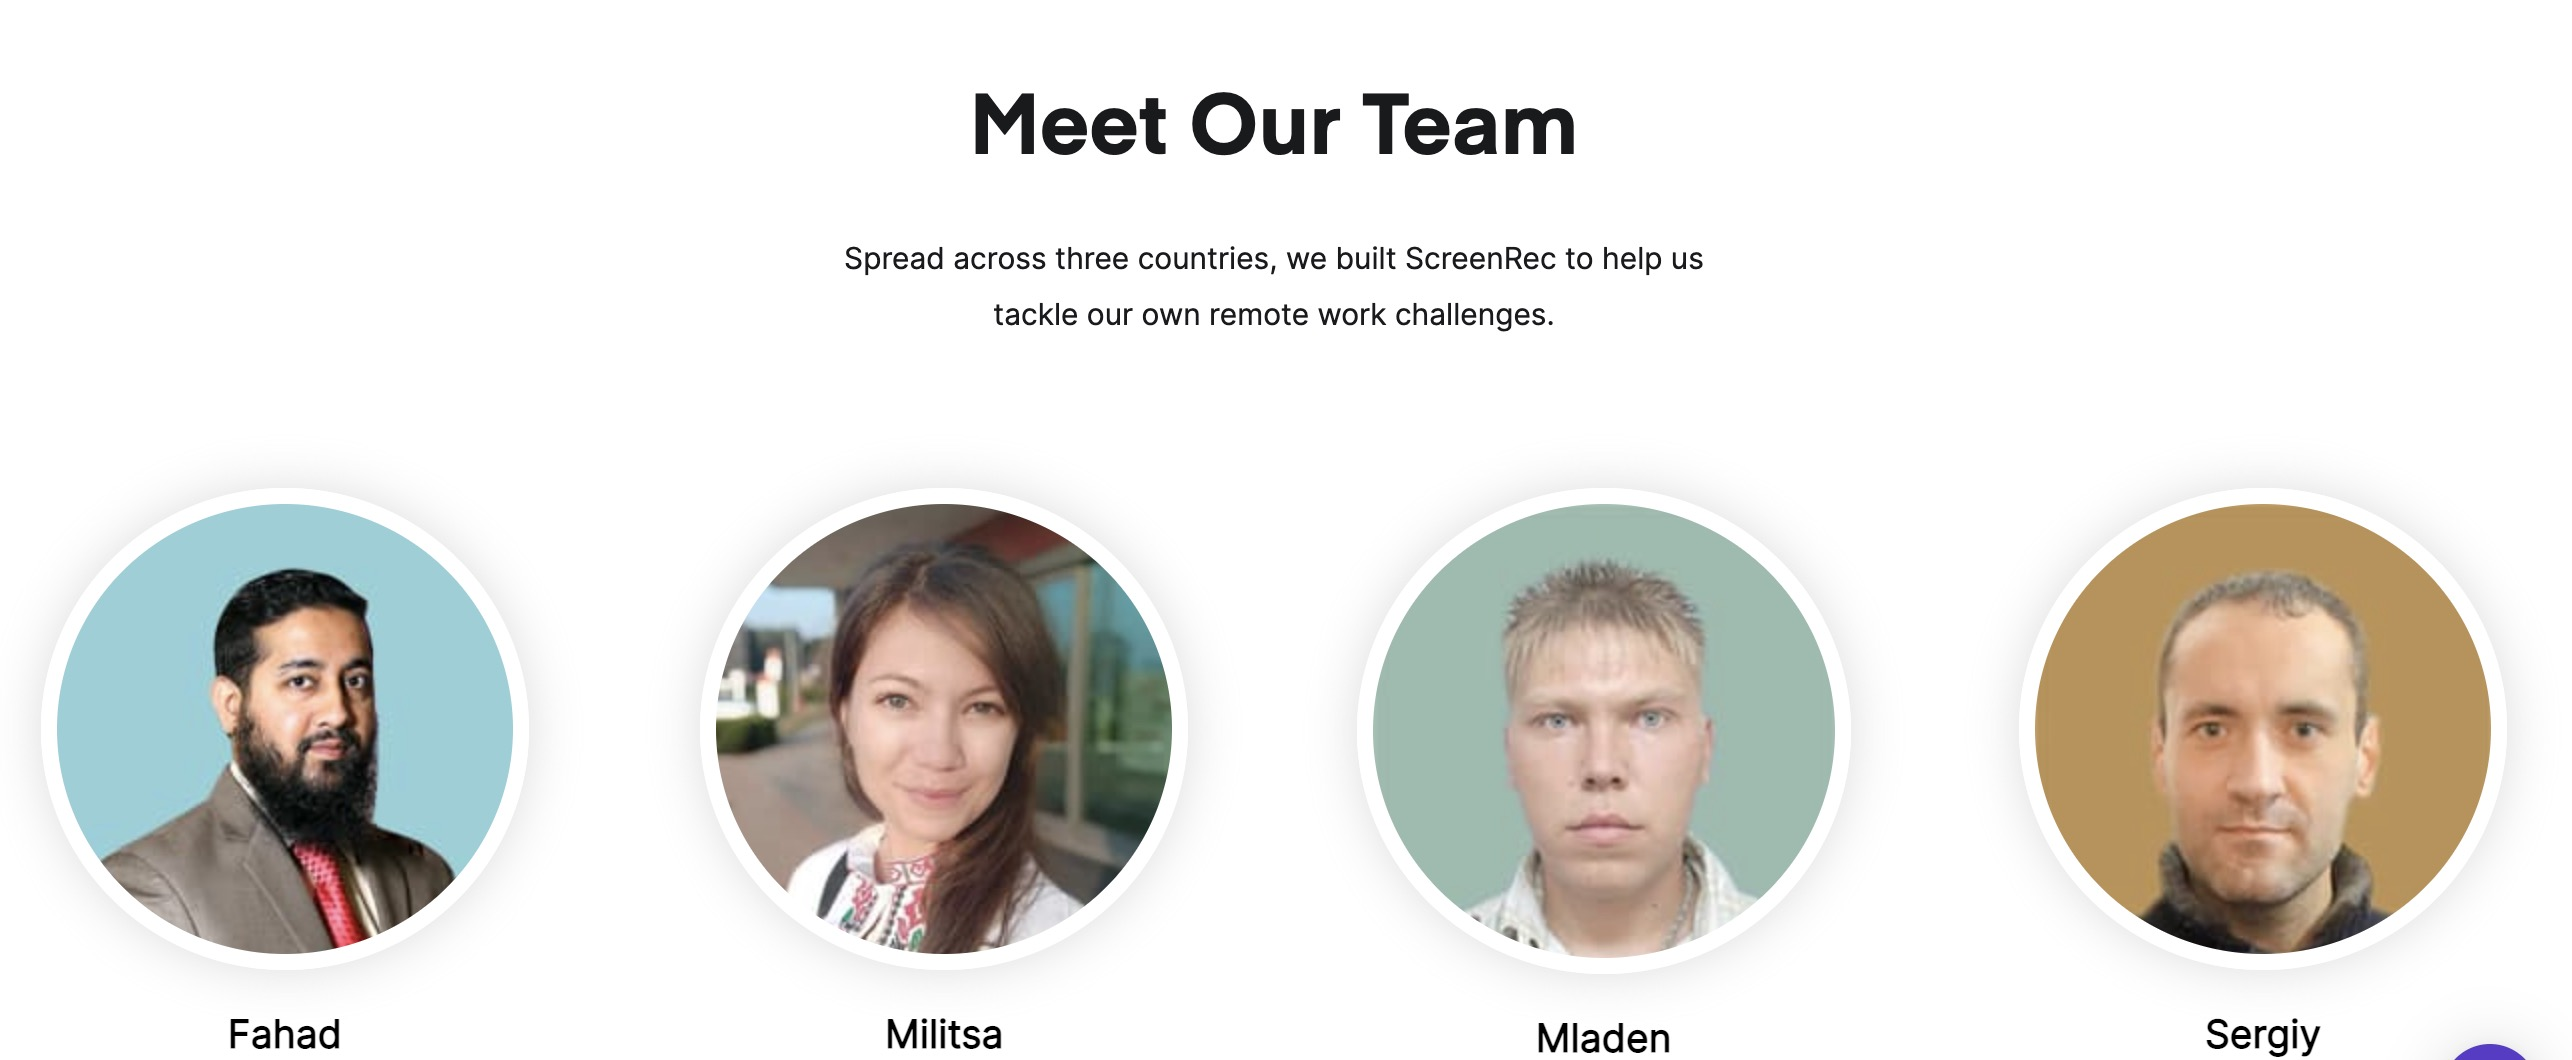 Meet Our Team
Spread across three countries, we built ScreenRec to help us
tackle our own remote work challenges.
Fahad
Militsa
Mladen
Sergiy